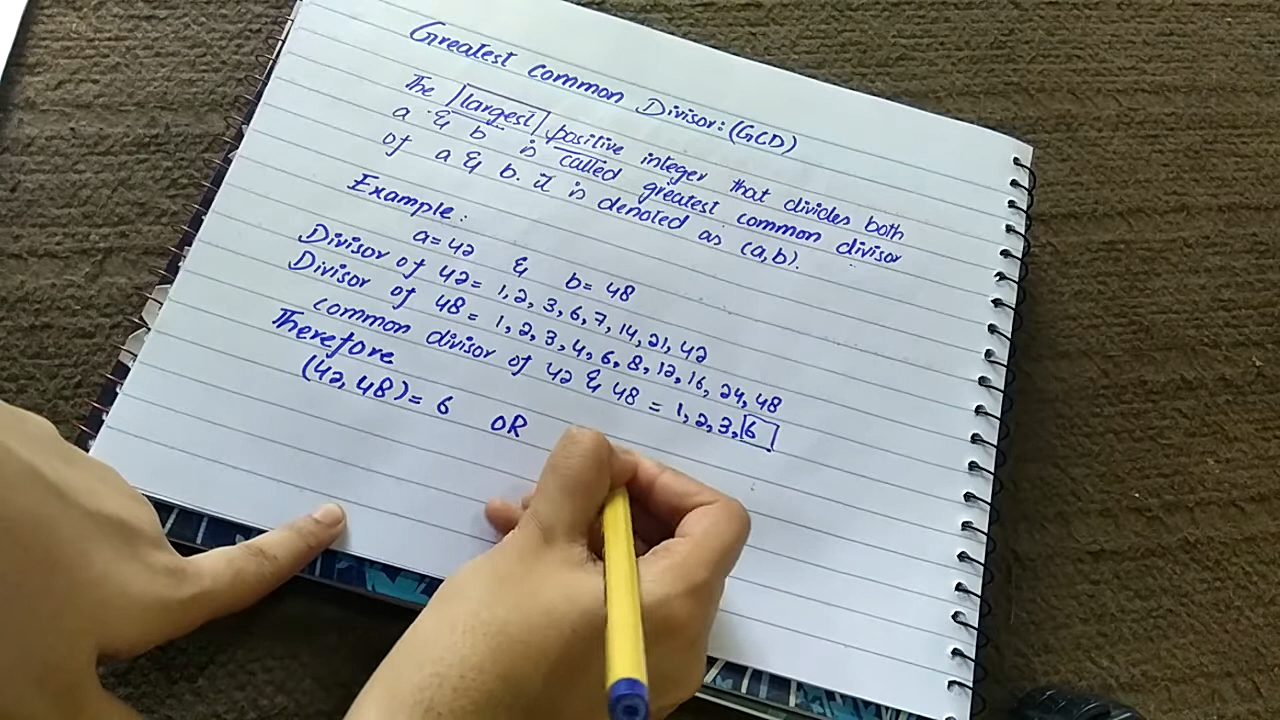 Greatest common Divisor: (GCD)
The largest positive integer that divides both
a & b is called greatest common divisor
of a & b. it is denoted as (a,b).
Example:
a=42 & b= 48
Divisor of 42 = 1, 2, 3, 6, 7, 14, 21, 42
Divisor of 48 = 1, 2, 3, 4, 6, 8, 12, 16, 24, 48
common divisor of 42 & 48 = 1, 2, 3, 6
Therefore
(42, 48) = 6 OR